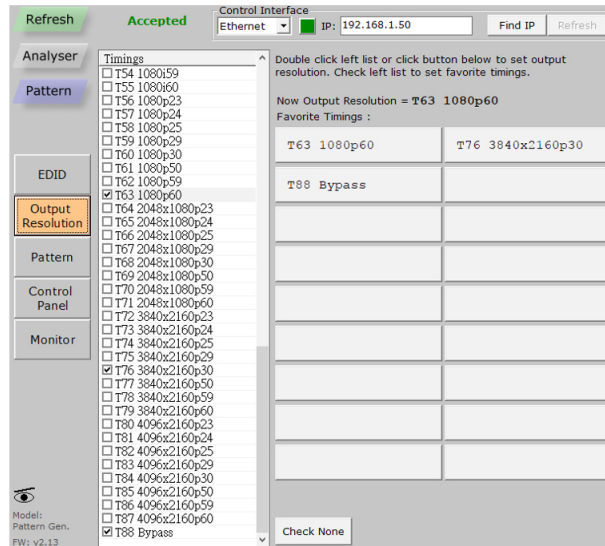 Refresh
Analyser
Pattern
EDID
Output
Resolution
Pattern
Control
Panel
Monitor
Model:
Pattern Gen.
FW: v2.13
Accepted
Control Interface
Ethernet
IP: 192.168.1.50
Find IP
Refresh
Timings
T54 1080i59
T55 1080i60
T56 1080p23
T57 1080p24
T58 1080p25
T59 1080p29
T60 1080p30
T61 1080p50
T62 1080p59
T63 1080p60
T64 2048x1080p23
T65 2048x1080p24
T66 2048x1080p25
T67 2048x1080p29
T68 2048x1080p30
T69 2048x1080p50
T70 2048x1080p59
T71 2048x1080p60
T72 3840x2160p23
T73 3840x2160p24
T74 3840x2160p25
T75 3840x2160p29
T76 3840x2160p30
T77 3840x2160p50
T78 3840x2160p59
T79 3840x2160p60
T80 4096x2160p23
T81 4096x2160p24
T82 4096x2160p25
T83 4096x2160p29
T84 4096x2160p30
T85 4096x2160p50
T86 4096x2160p59
T87 4096x2160p60
T88 Bypass
Double click left list or click button below to set output
resolution. Check left list to set favorite timings.
Now Output Resolution = T63 1080p60
Favorite Timings :
T63 1080p60
T76 3840x2160p30
T88 Bypass
Check None